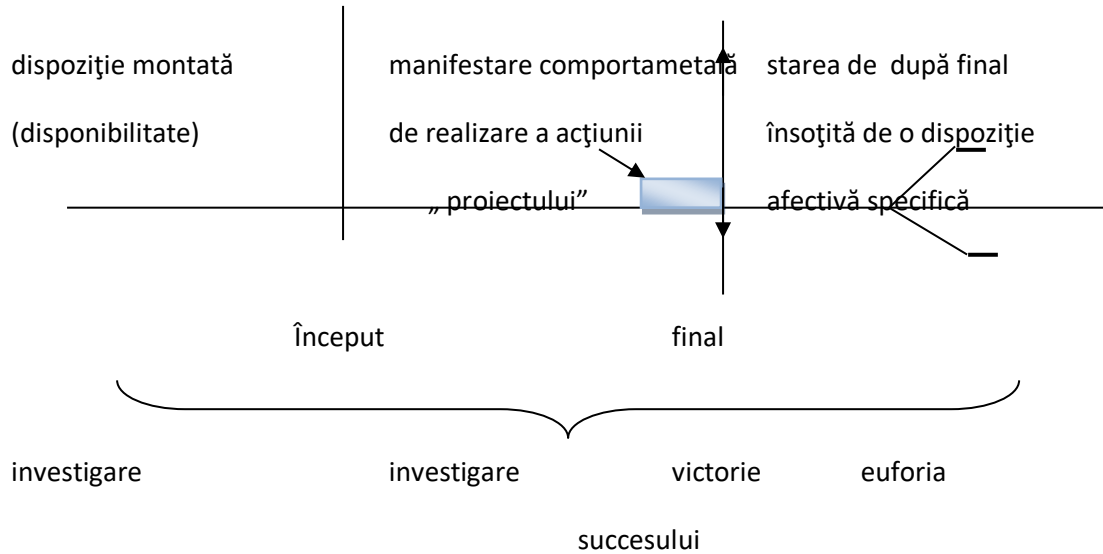 dispoziţie montată manifestare comportametală starea de după final
(disponibilitate) de realizare a acţiunii însoţită de o dispoziţie
„ proiectului” afectivă specifică
Început final
investigare investigare victorie euforia
succesului